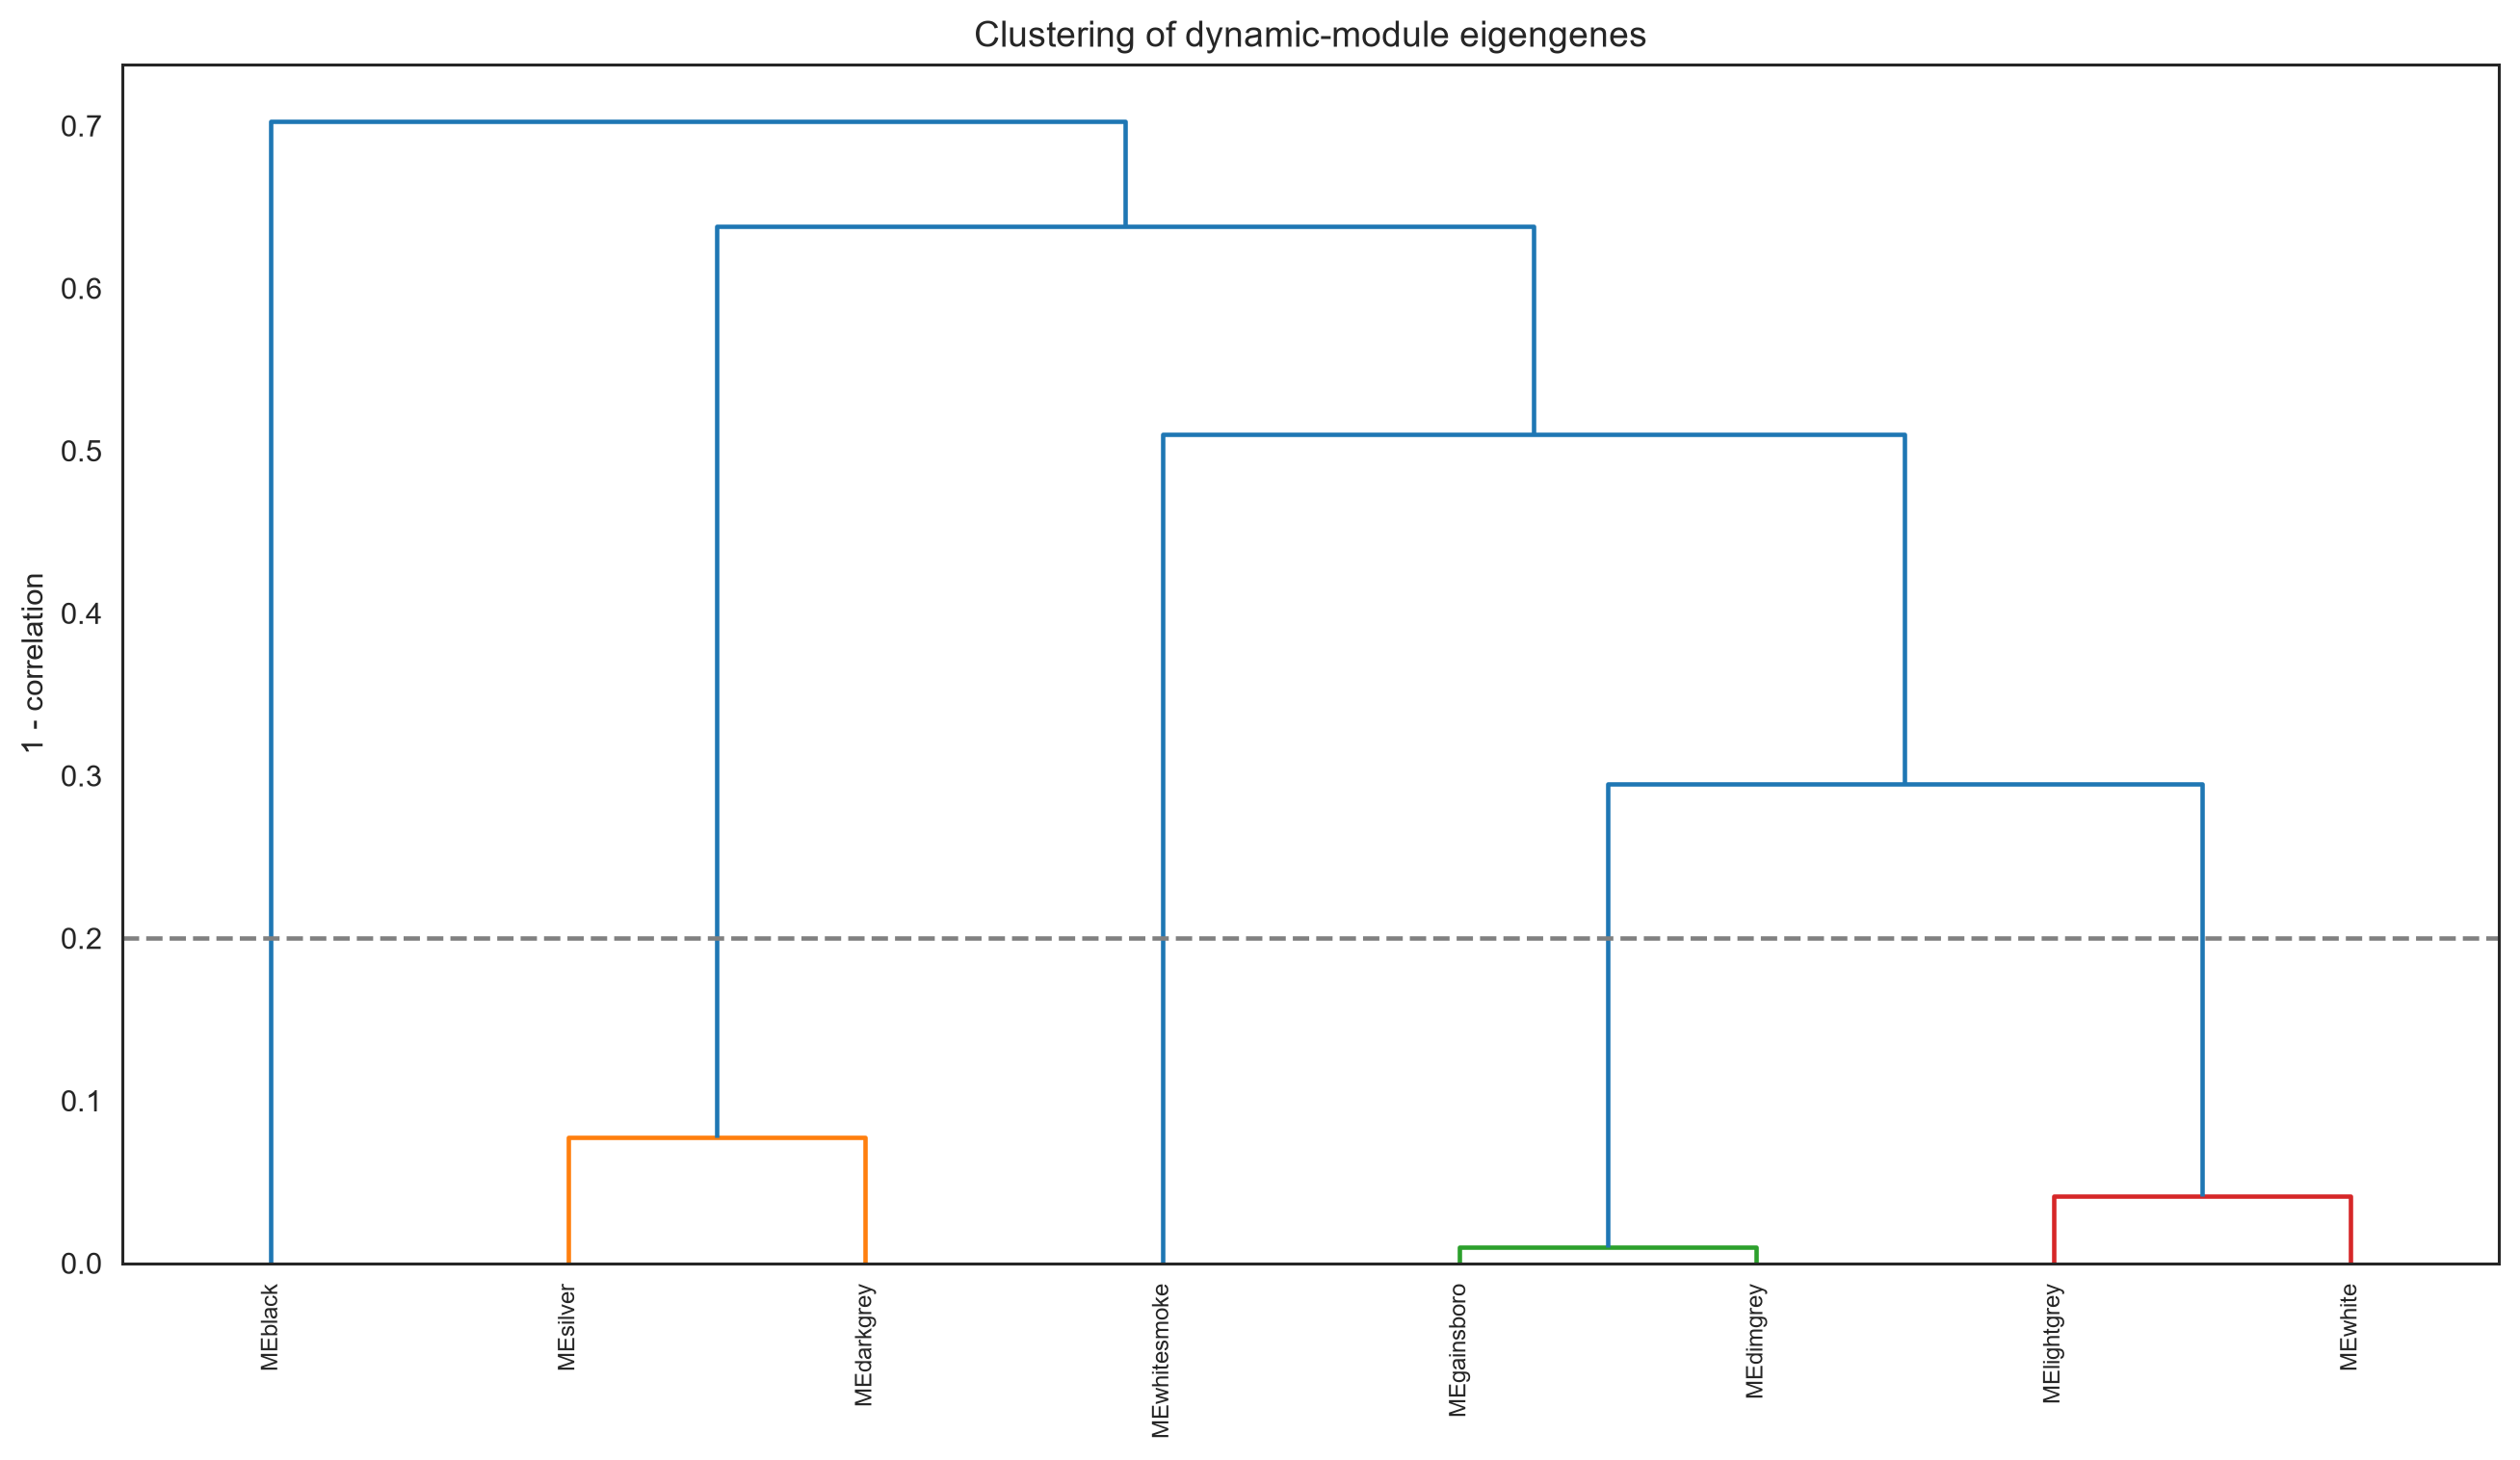 Clustering of dynamic-module eigengenes
1 - correlation
0.7
0.6
0.5
0.4
0.3
0.2
0.1
0.0
MEblack
MEsilver
MEdarkgrey
MEwhitesmoke
MEgainsboro
MEdimgrey
MElightgrey
MEwhite